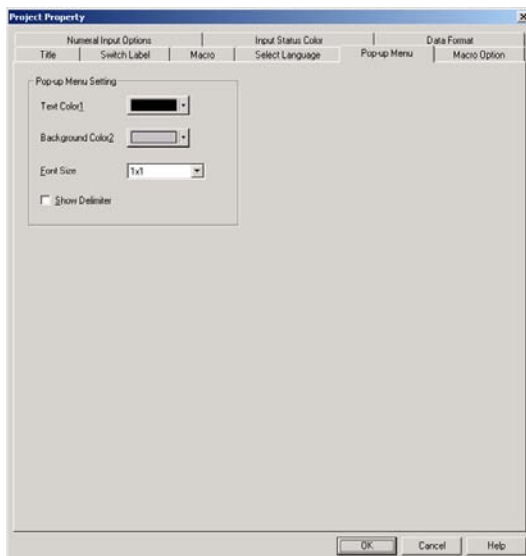 Project Property
Numeral Input Options Input Status Color Data Format
Title Switch Label Macro Select Language Pop-up Menu Macro Option
Pop-up Menu Setting
Text Color1
Background Color2
Font Size 1x1
Show Delimiter
OK Cancel Help